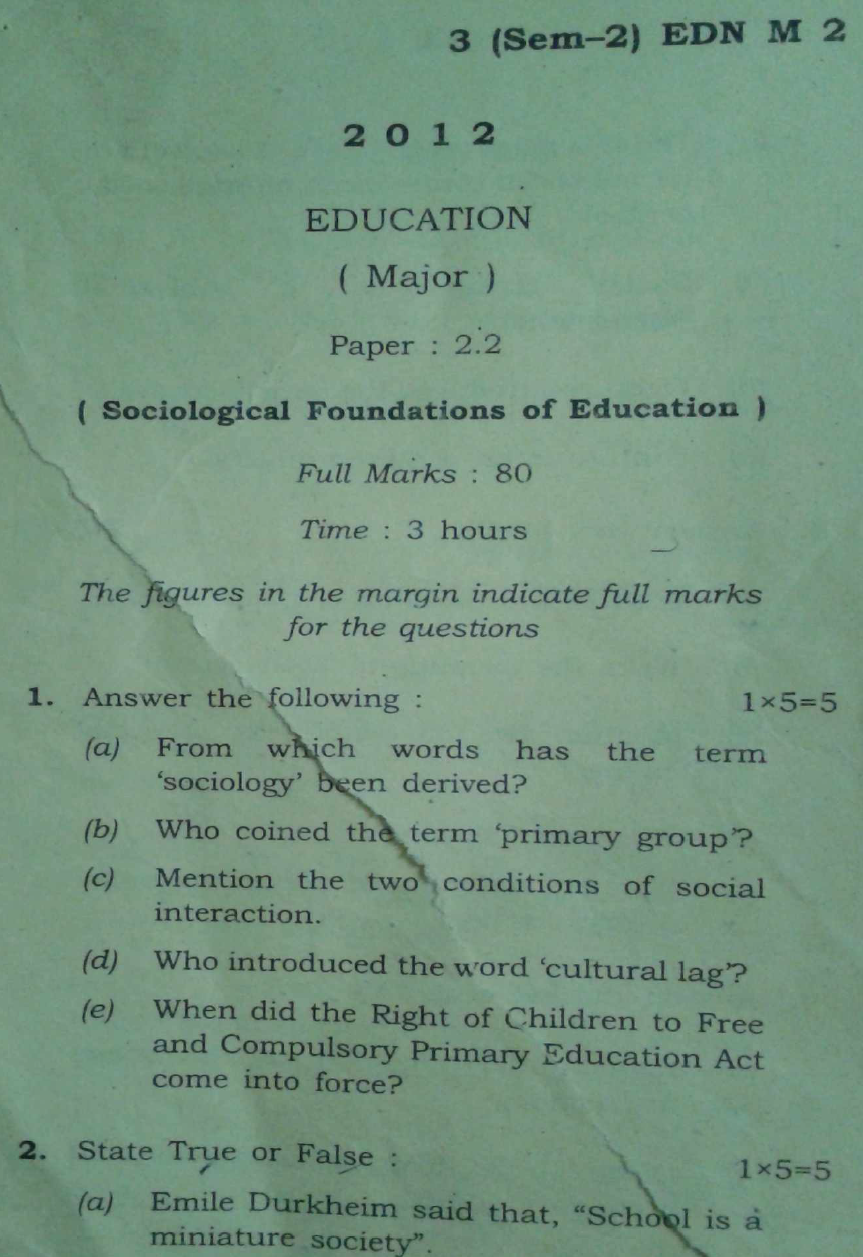 3 (Sem–2) EDN M 2
2 0 1 2
EDUCATION
( Major )
Paper : 2.2
( Sociological Foundations of Education )
Full Marks : 80
Time : 3 hours
The figures in the margin indicate full marks
for the questions
1. Answer the following : 1×5=5
(a) From which words has the term
‘sociology’ been derived?
(b) Who coined the term ‘primary group’?
(c) Mention the two conditions of social
interaction.
(d) Who introduced the word ‘cultural lag’?
(e) When did the Right of Children to Free
and Compulsory Primary Education Act
come into force?
2. State True or False : 1×5=5
(a) Emile Durkheim said that, “School is a
miniature society”.